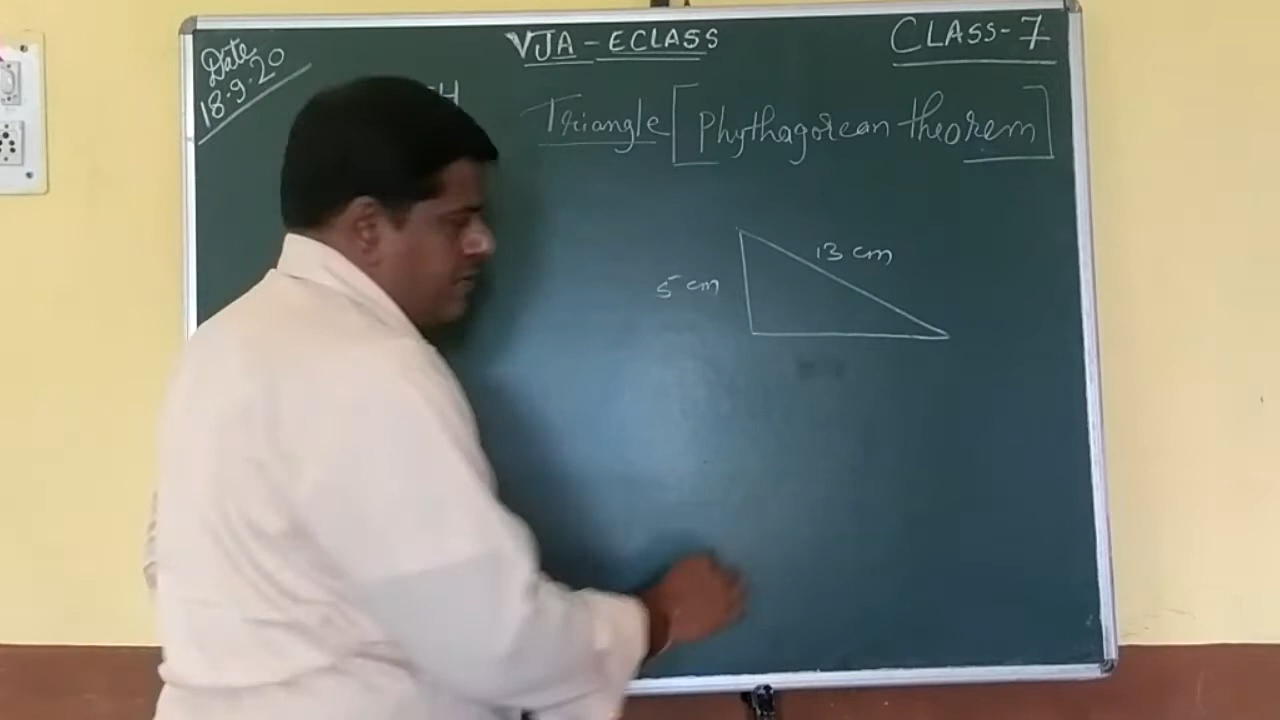 Date
18.9.20
VJA-ECLASS
CLASS-7
Triangle [Phythagorean theorem]
13 cm
5 cm